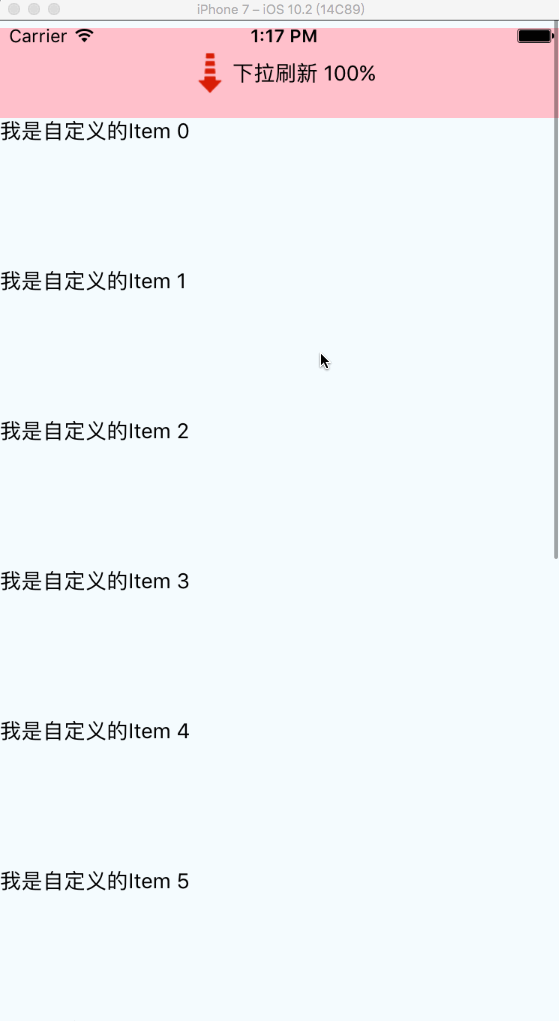 iPhone 7 – iOS 10.2 (14C89)
Carrier 1:17 PM
下拉刷新 100%
我是自定义的Item 0
我是自定义的Item 1
我是自定义的Item 2
我是自定义的Item 3
我是自定义的Item 4
我是自定义的Item 5